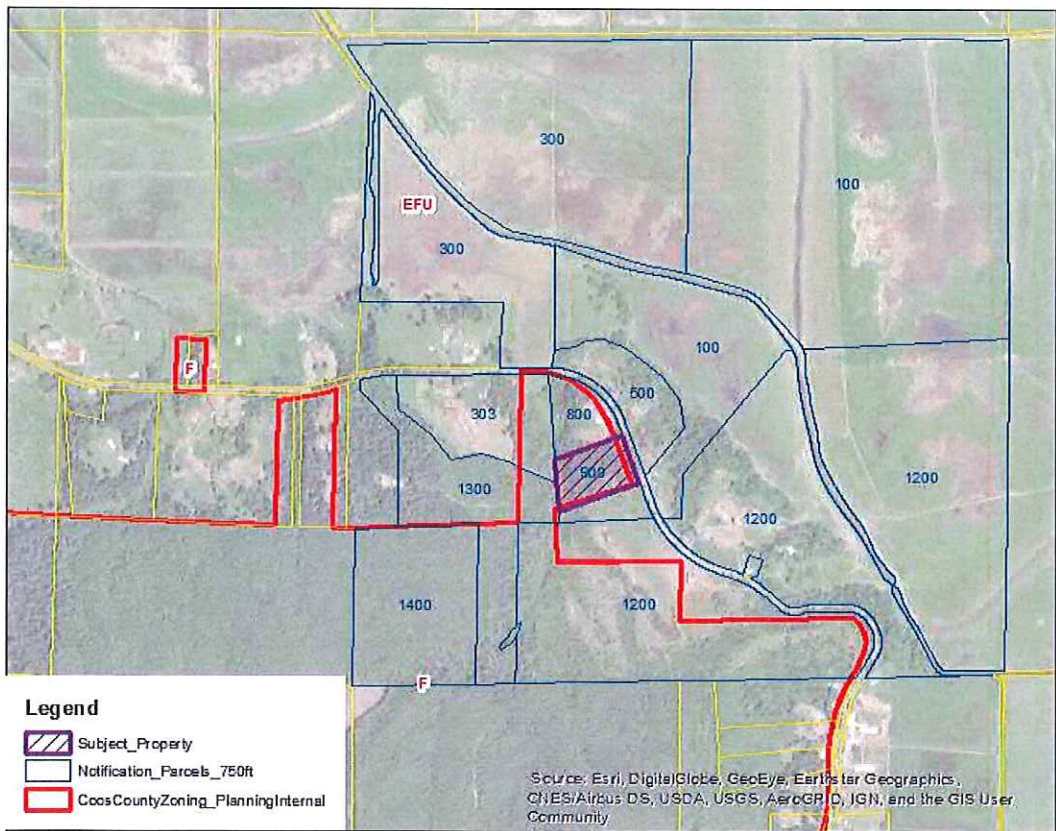 300
100
EFU
300
100
F
500
303
800
900
1300
1200
1200
1400
1200
F
Legend
Subject_Property
Notification_Parcels_750ft
CoosCountyZoning_PlanningInternal
Source: Esri, DigitalGlobe, GeoEye, Earthstar Geographics,
CNES/Airbus DS, USDA, USGS, AeroGRID, IGN, and the GIS User
Community